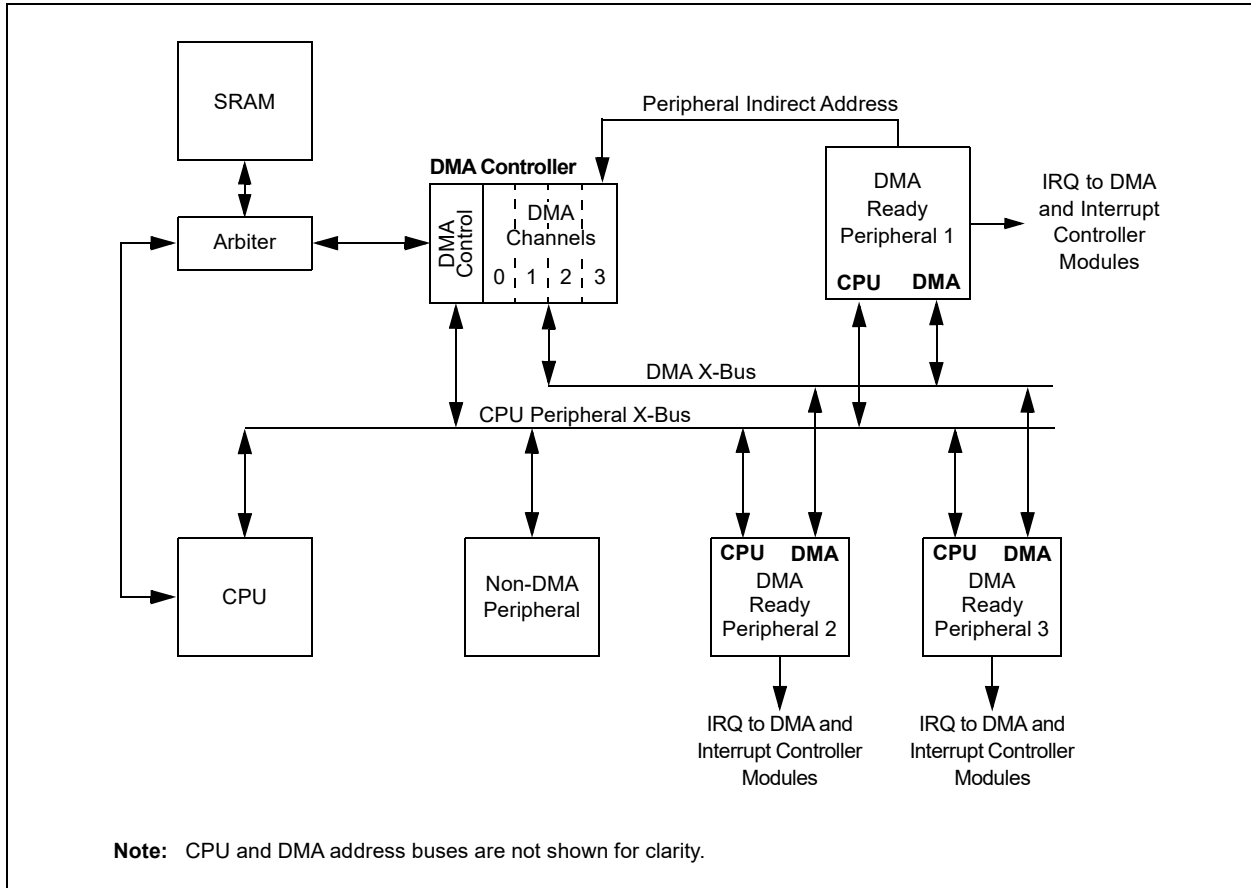 SRAM
Peripheral Indirect Address
DMA Controller
DMA
Control
DMA
Channels
0 1 2 3
Arbiter
DMA
Ready
Peripheral 1
CPU DMA
IRQ to DMA
and Interrupt
Controller
Modules
DMA X-Bus
CPU Peripheral X-Bus
CPU
Non-DMA
Peripheral
CPU DMA
DMA
Ready
Peripheral 2
CPU DMA
DMA
Ready
Peripheral 3
IRQ to DMA and
Interrupt Controller
Modules
IRQ to DMA and
Interrupt Controller
Modules
Note: CPU and DMA address buses are not shown for clarity.